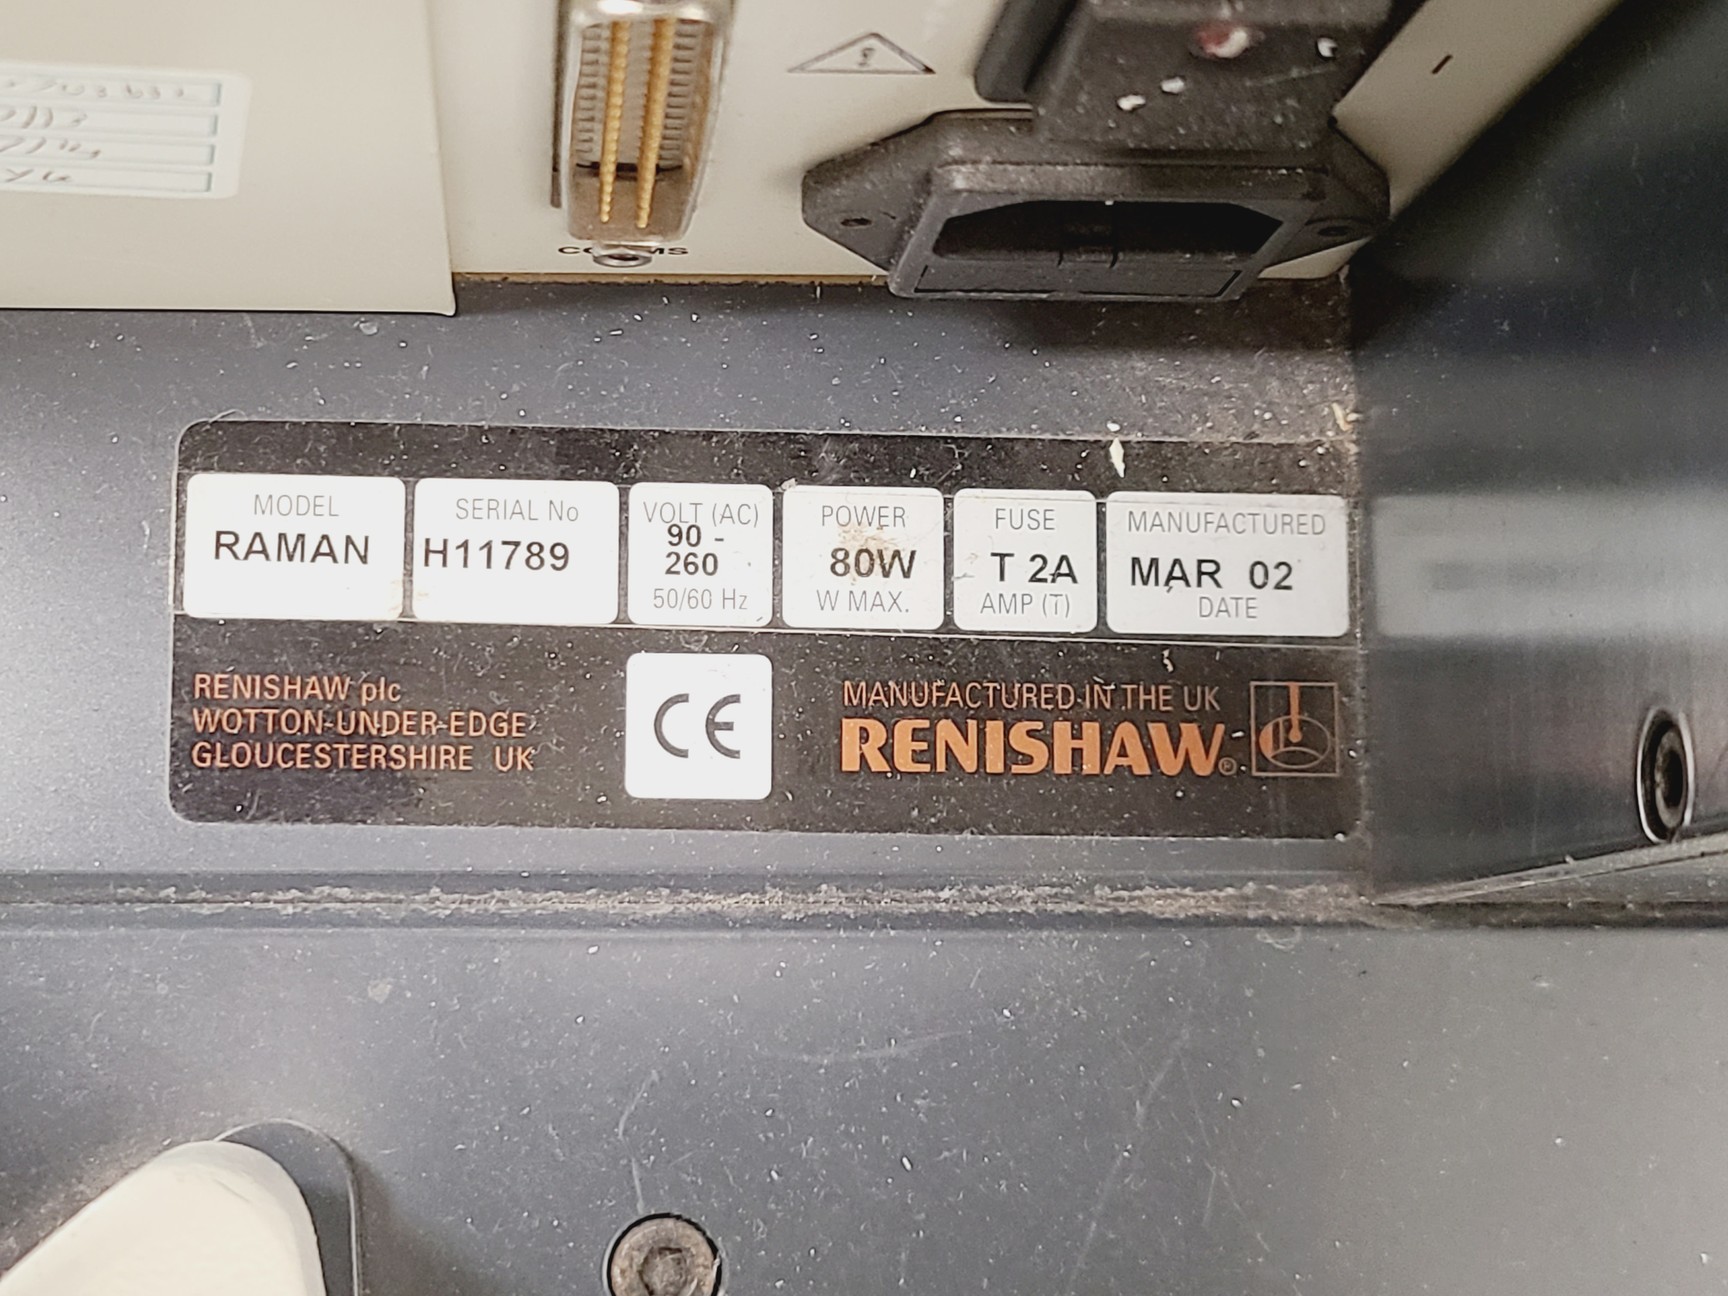 COMMS
MODEL
RAMAN
SERIAL No
H11789
VOLT (AC)
90 -
260
50/60 Hz
POWER
80W
W MAX.
FUSE
T 2A
AMP (T)
MANUFACTURED
MAR 02
DATE
RENISHAW plc
WOTTON-UNDER-EDGE
GLOUCESTERSHIRE UK
CE
MANUFACTURED IN THE UK
RENISHAW®